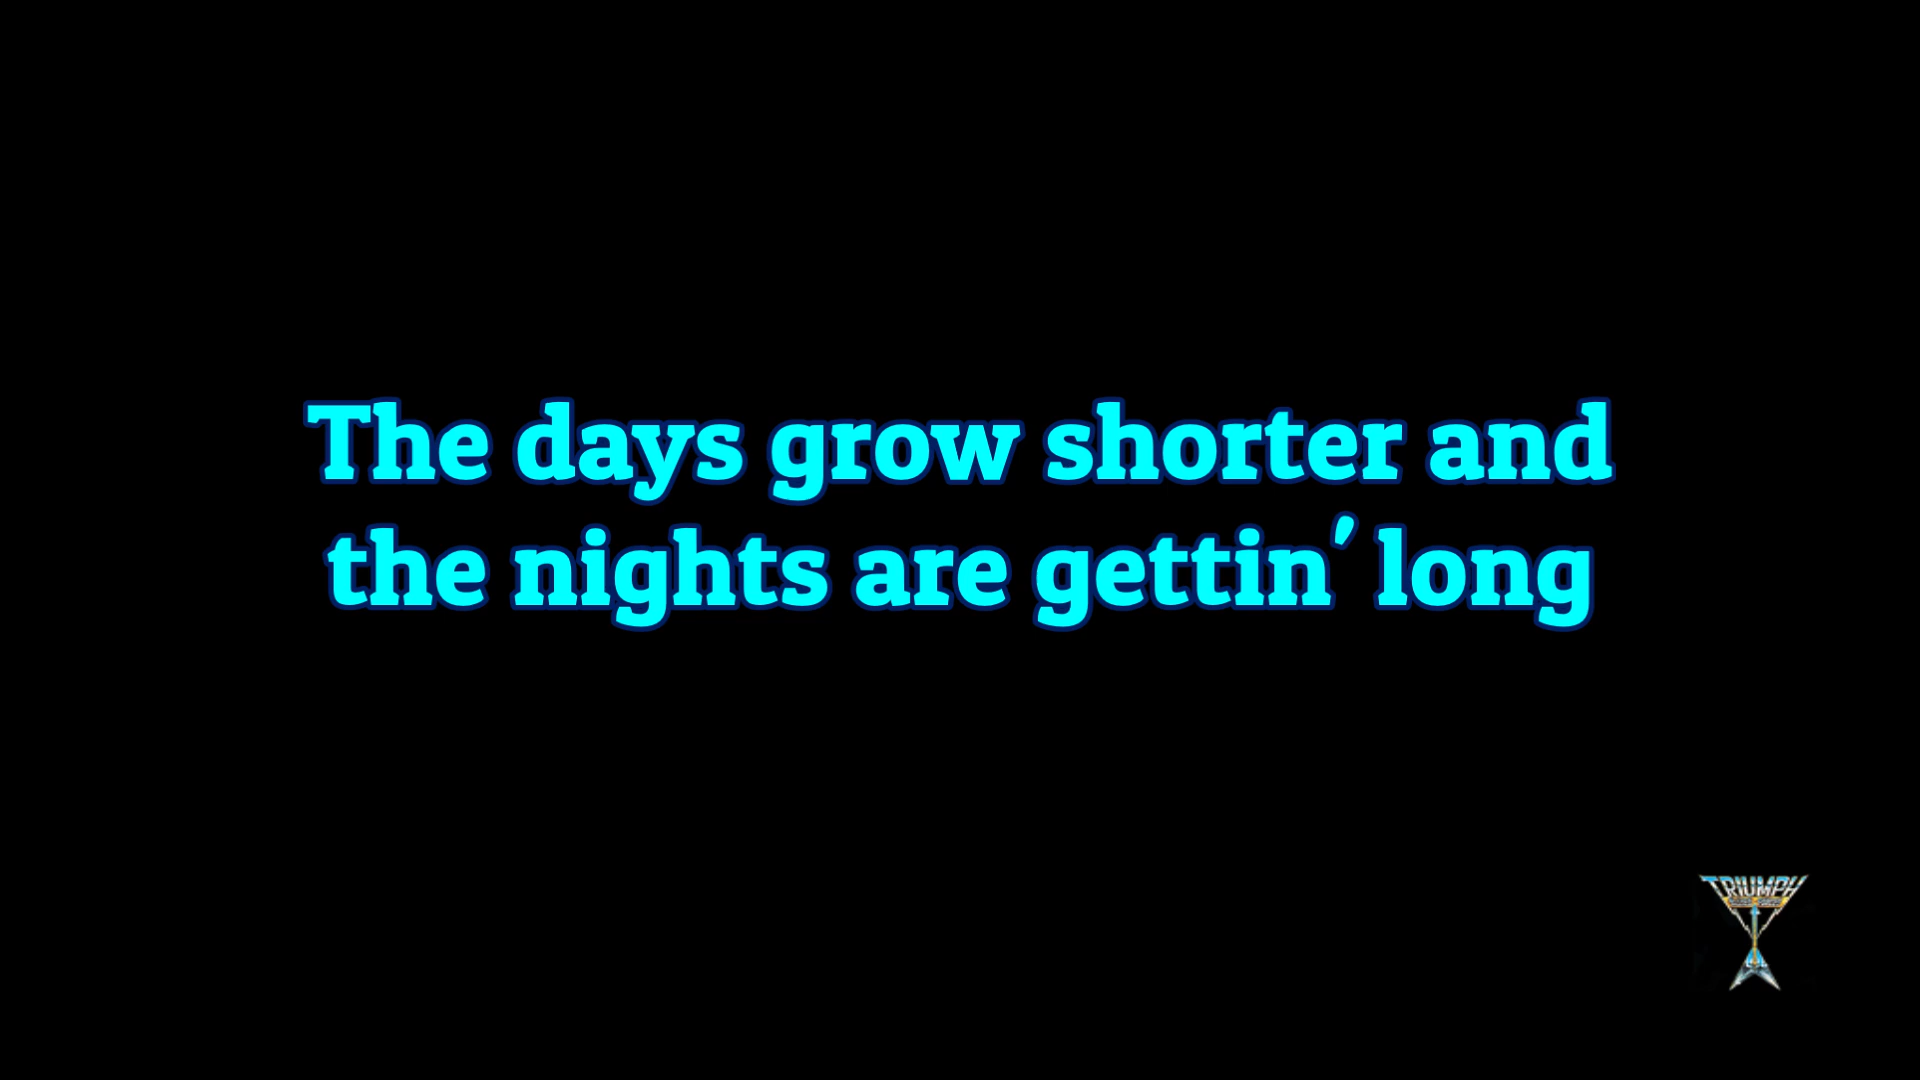 The days grow shorter and
the nights are gettin’ long
TRIUMPH